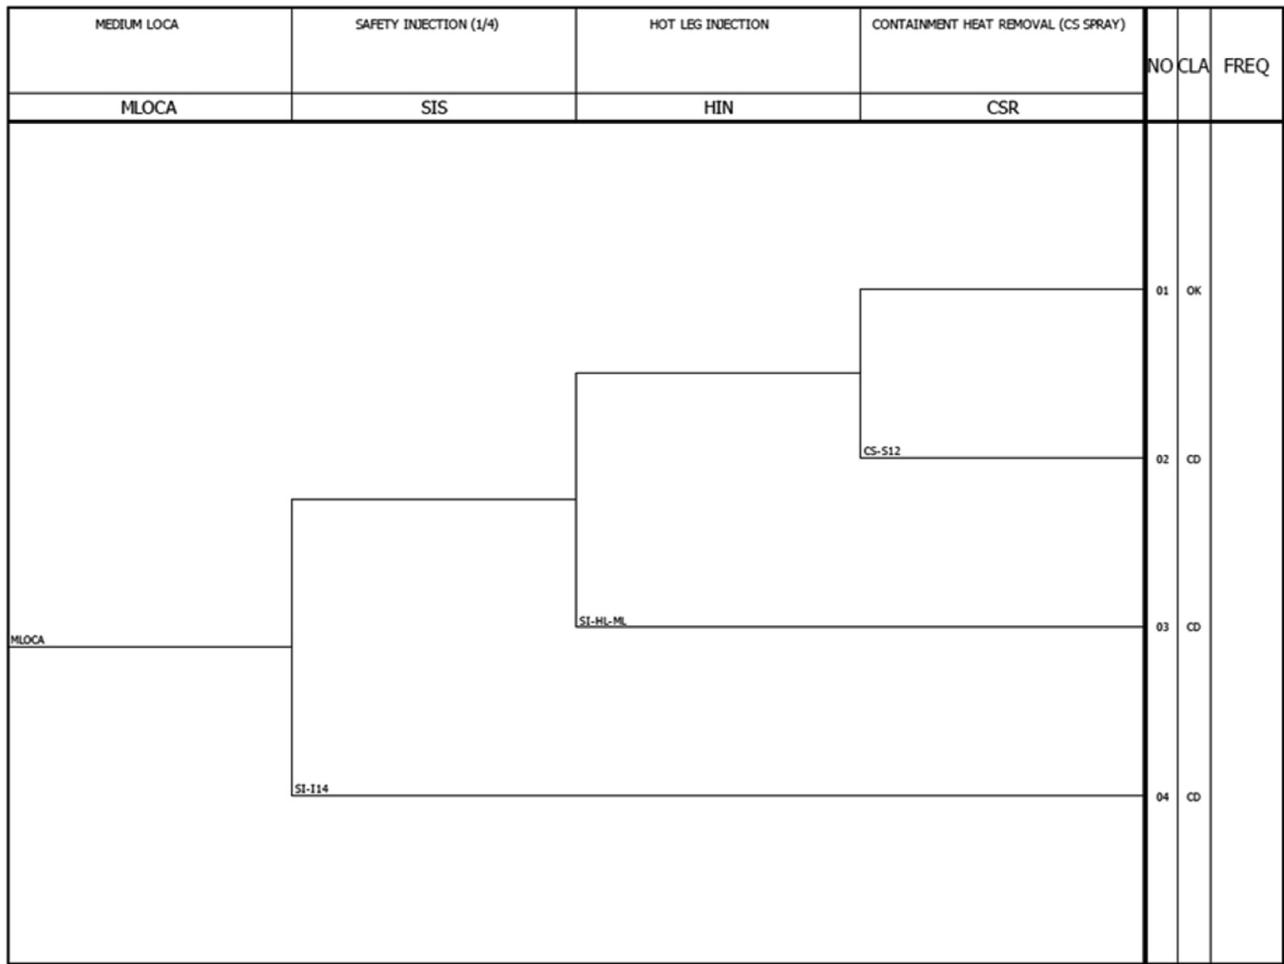 MEDIUM LOCA
SAFETY INJECTION (1/4)
HOT LEG INJECTION
CONTAINMENT HEAT REMOVAL (CS SPRAY)
NO
CLA
FREQ
MLOCA
SIS
HIN
CSR
01
OK
CS-S12
02
CD
SI-HL-ML
03
CD
MLOCA
SI-I14
04
CD